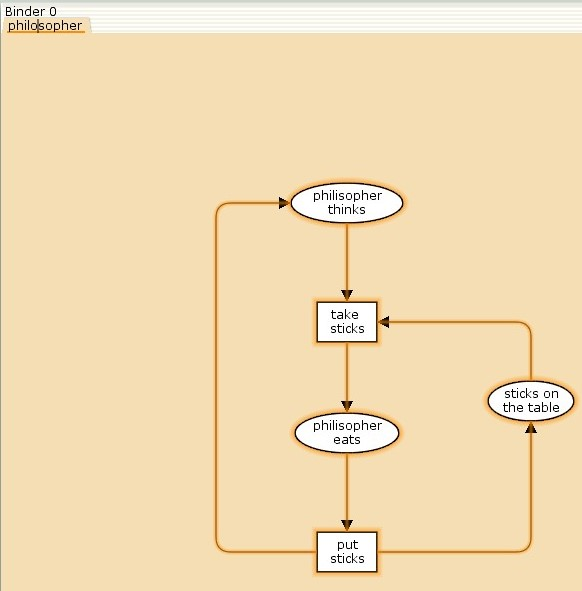 Binder 0
philosopher
philisopher
thinks
take
sticks
sticks on
the table
philisopher
eats
put
sticks